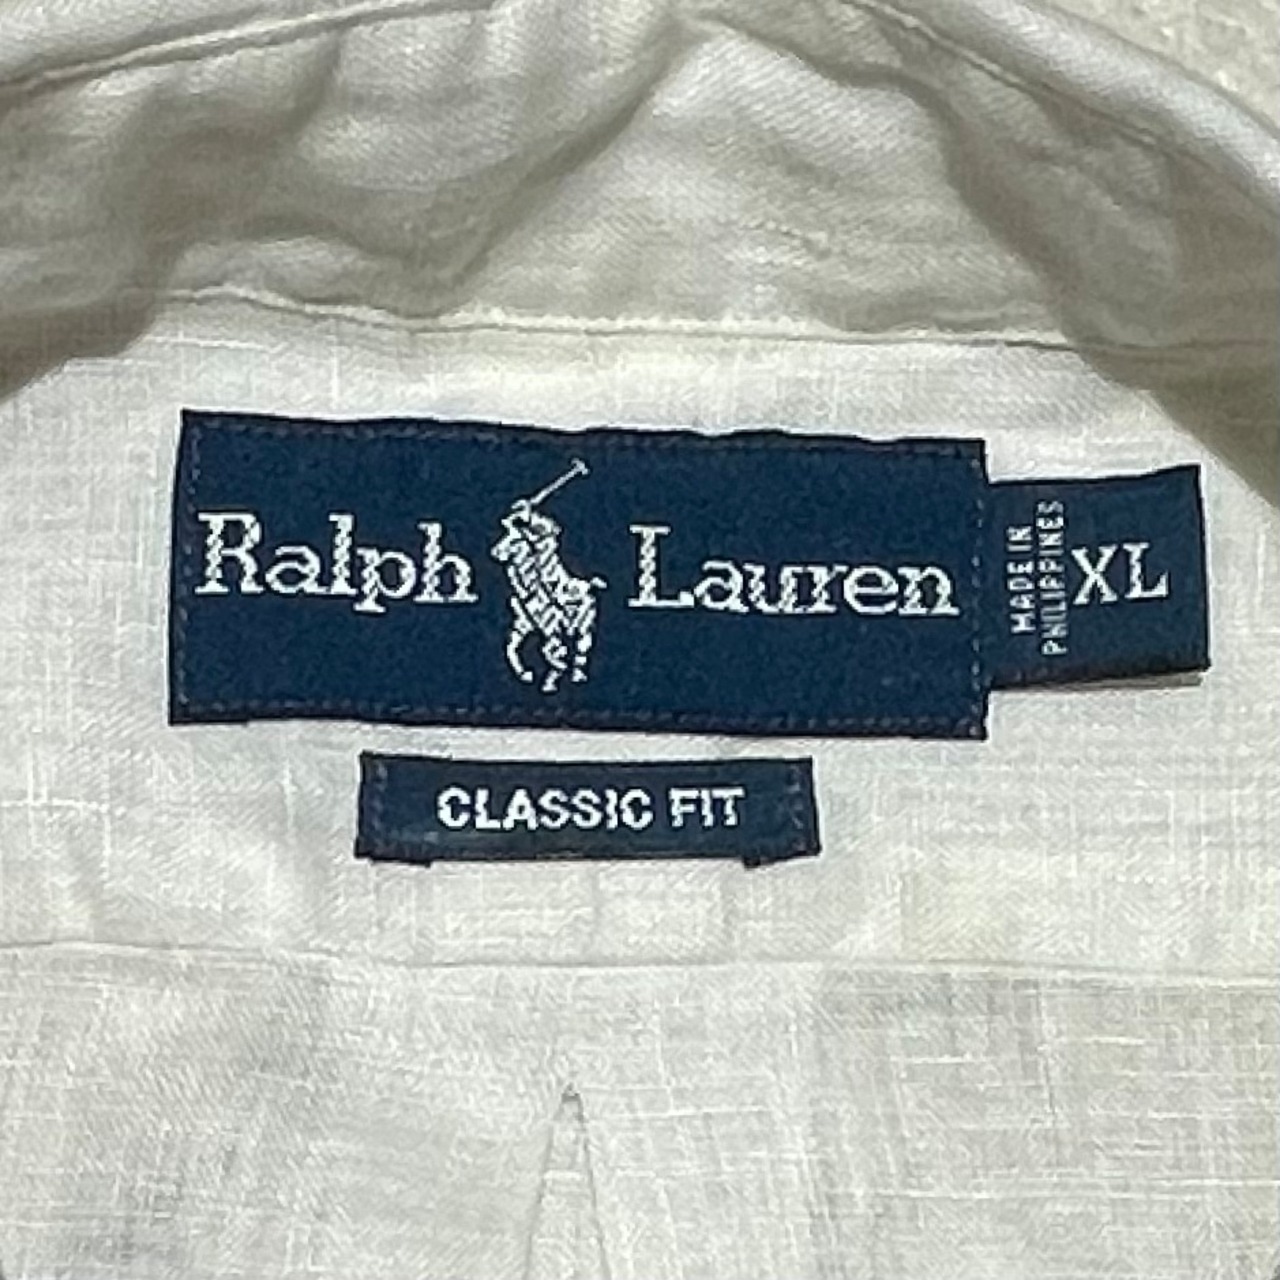 Ralph Lauren
MADE IN
PHILIPPINES
XL
CLASSIC FIT